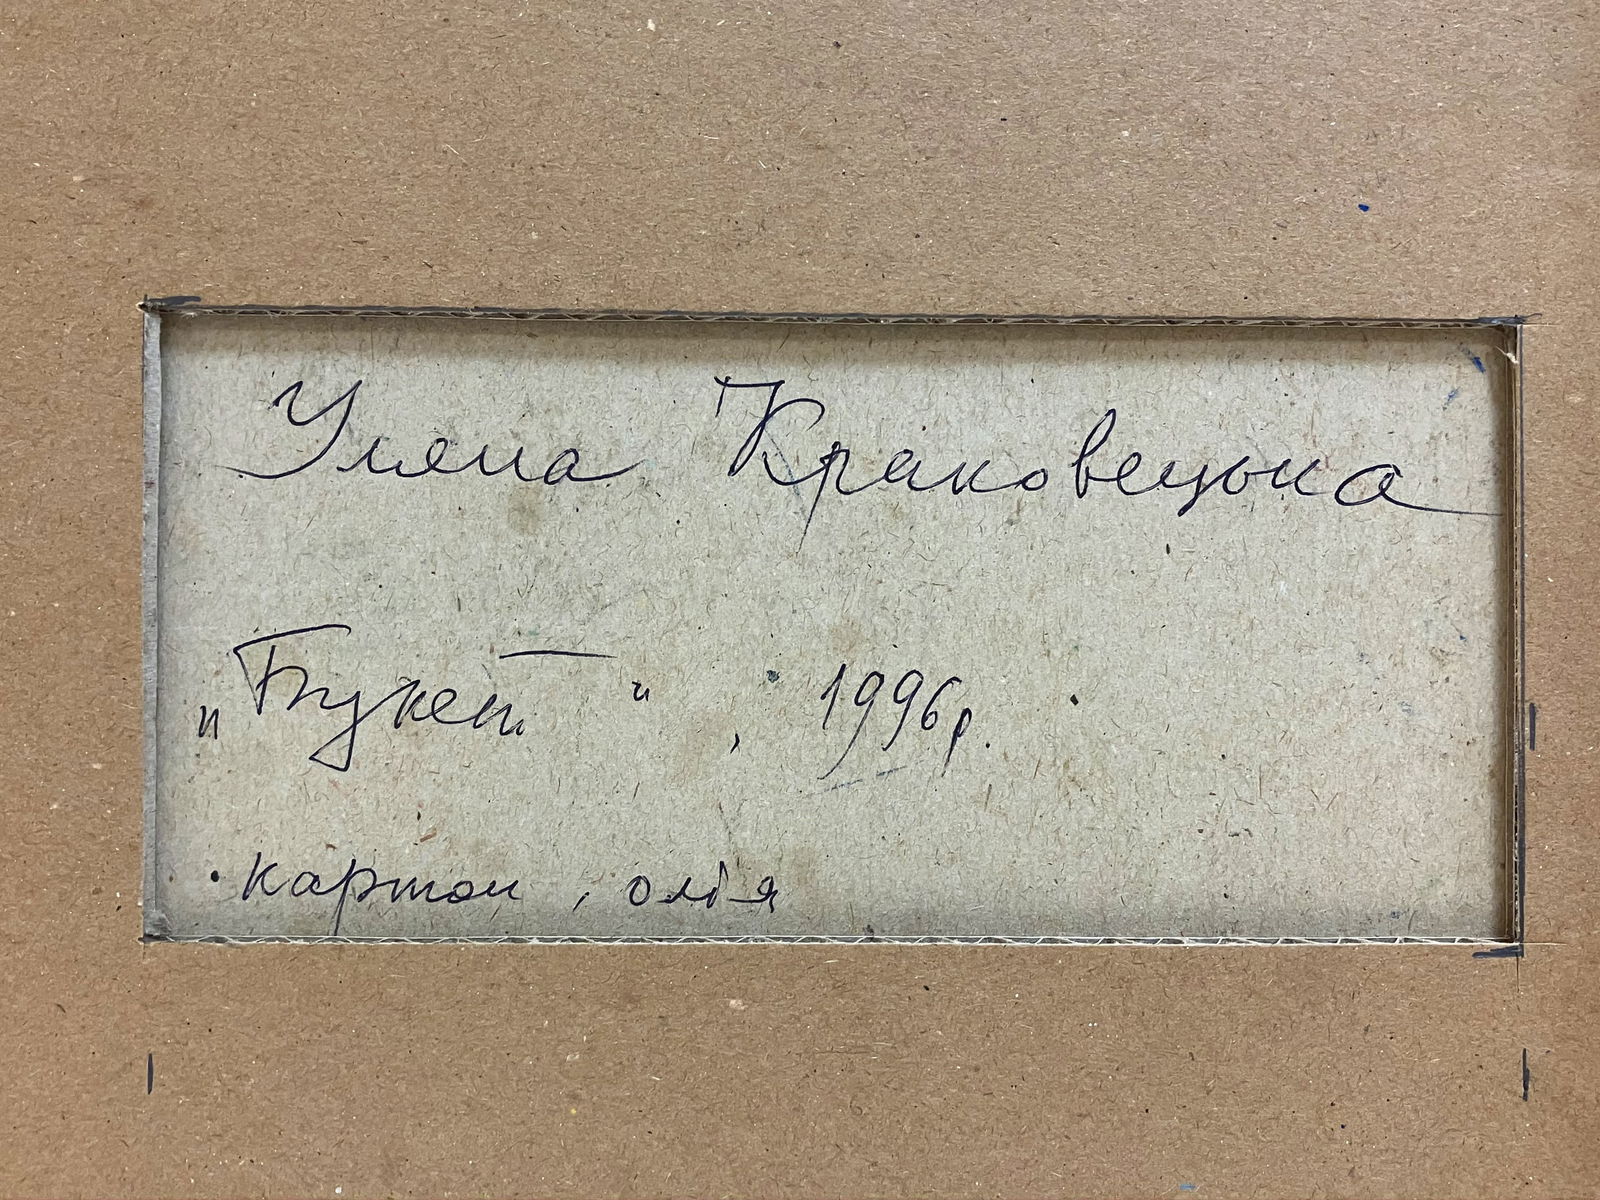 Уляна Краковецька
„Букет“, 1996р.
картон, олія